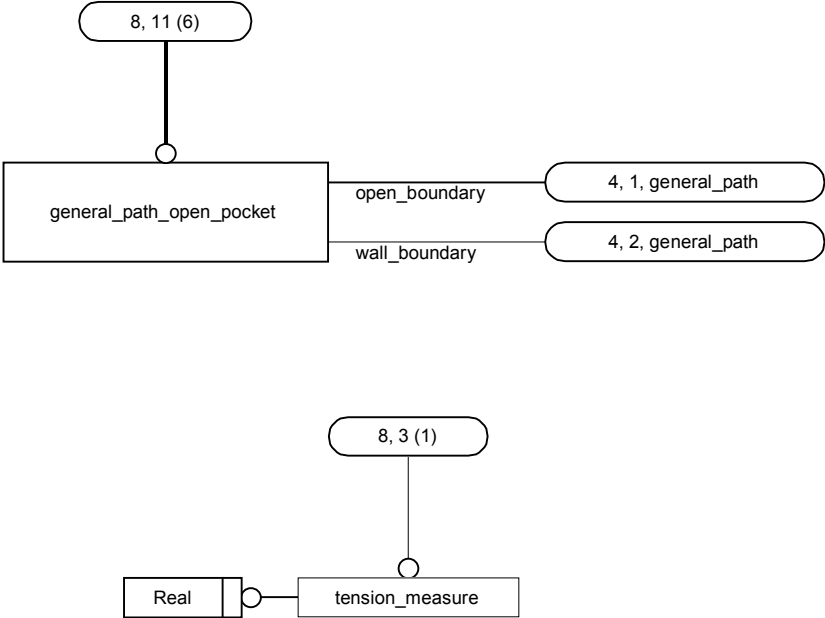 8, 11 (6)
general_path_open_pocket
open_boundary
4, 1, general_path
wall_boundary
4, 2, general_path
8, 3 (1)
Real
tension_measure